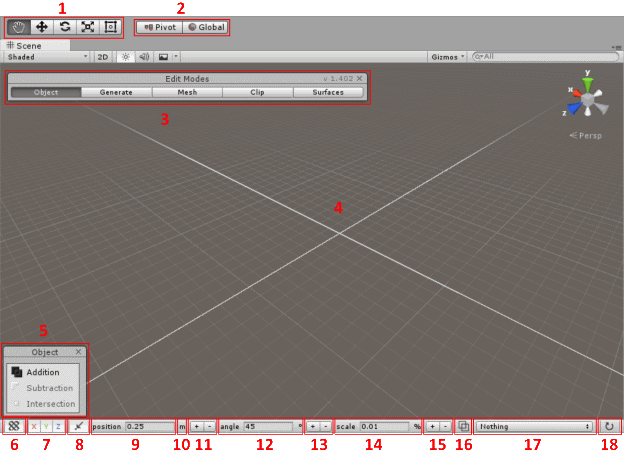 1 2
Pivot Global
Scene
Shaded 2D Gizmos All
Edit Modes v 1.402 X
Object Generate Mesh Clip Surfaces
3
y
x
z
Persp
4
5
Object X
Addition
Subtraction
Intersection
X Y Z position 0.25 m + - angle 45 ° + - scale 0.01 % + - Nothing
6 7 8 9 10 11 12 13 14 15 16 17 18